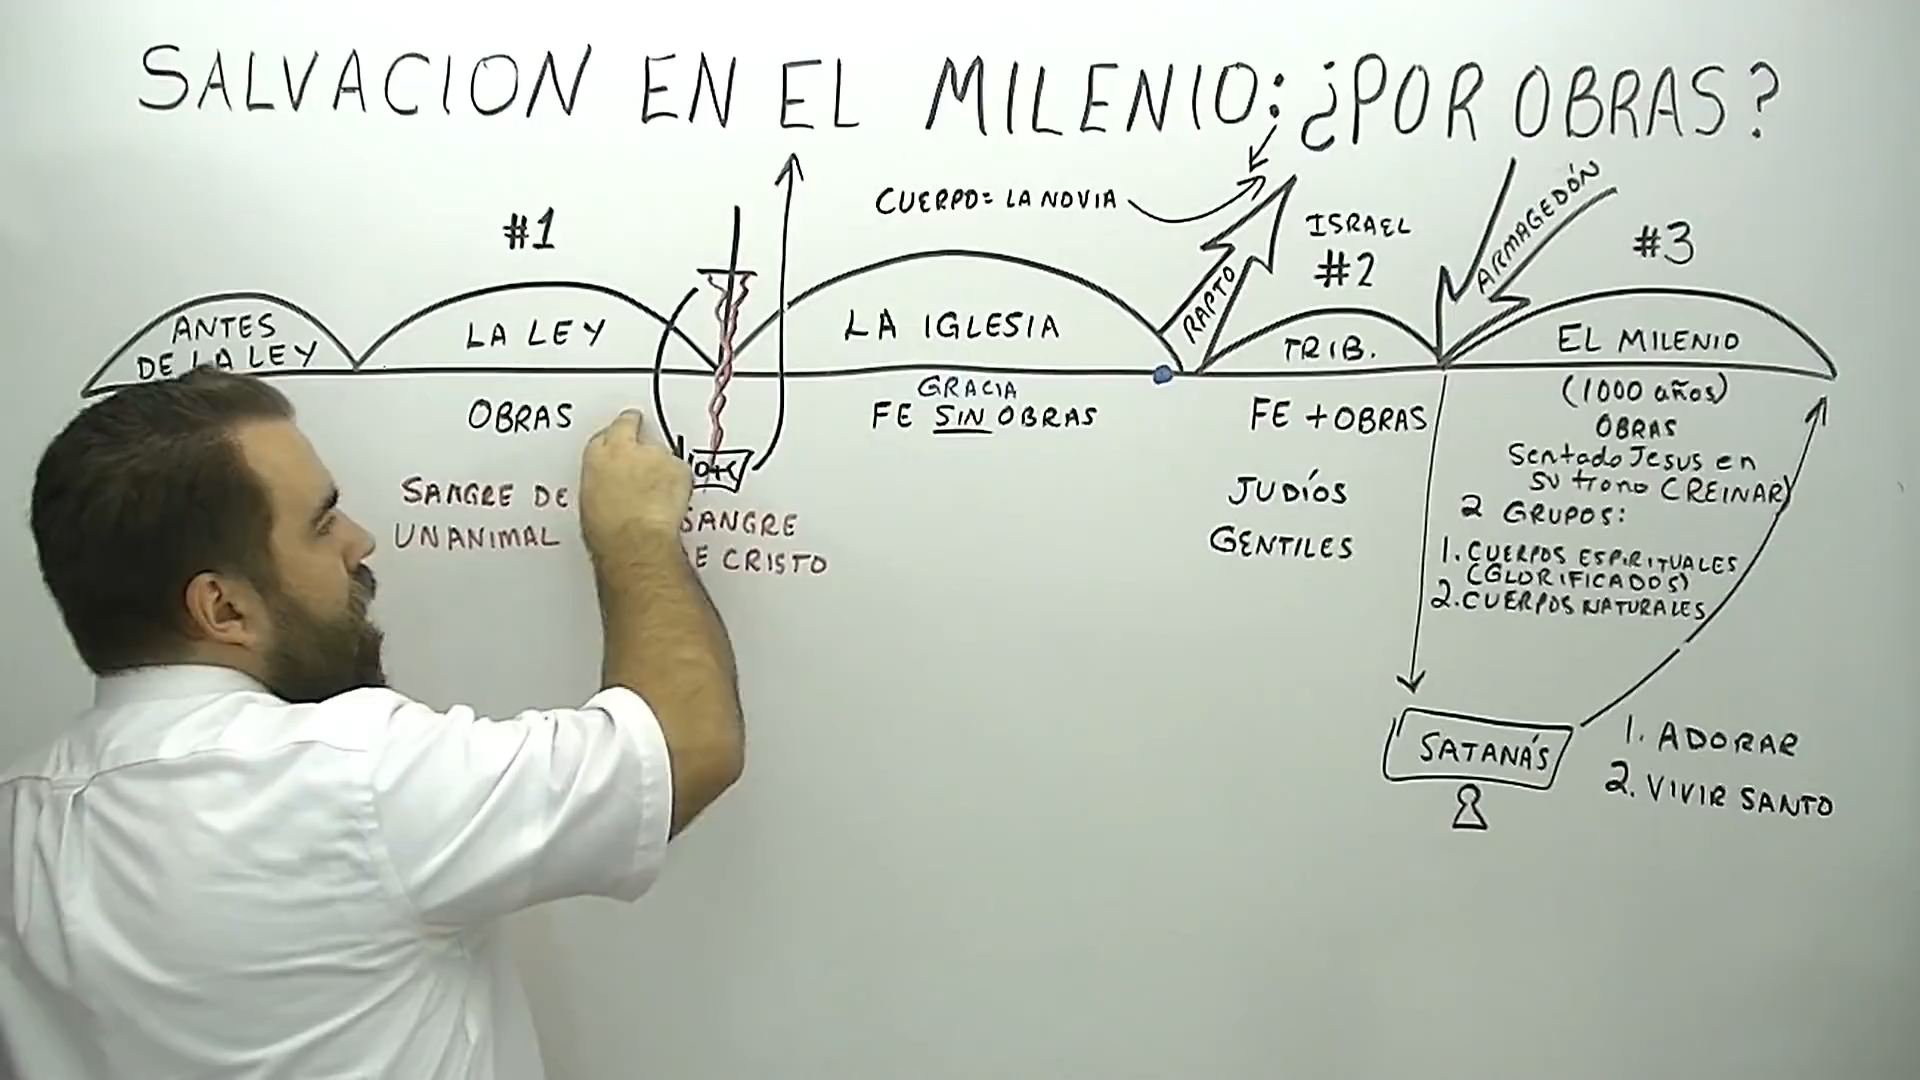 SALVACION EN EL MILENIO: ¿POR OBRAS?
CUERPO= LA NOVIA
#1
ISRAEL
#2
ARMAGEDÓN
#3
RAPTO
ANTES
DE LA LEY
LA LEY
LA IGLESIA
TRIB.
EL MILENIO
OBRAS
GRACIA
FE SIN OBRAS
FE + OBRAS
(1000 años)
OBRAS
Sentado Jesus en
su trono (REINAR)
2 GRUPOS:
1. CUERPOS ESPIRITUALES
(GLORIFICADOS)
2. CUERPOS NATURALES
SANGRE DE
UN ANIMAL
SANGRE
DE CRISTO
JUDÍOS
GENTILES
SATANÁS
1. ADORAR
2. VIVIR SANTO